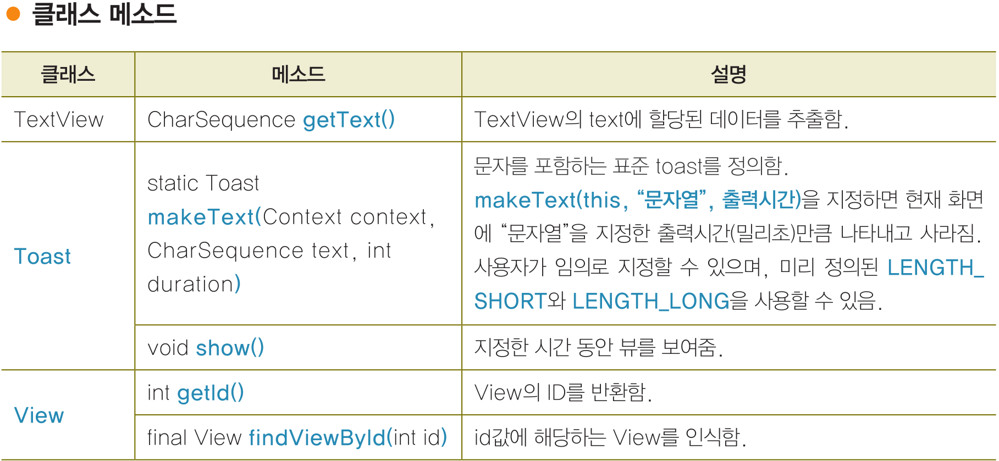 ● 클래스 메소드
클래스 메소드 설명
TextView CharSequence getText() TextView의 text에 할당된 데이터를 추출함.
Toast
static Toast
makeText(Context context,
CharSequence text, int
duration)
문자를 포함하는 표준 toast를 정의함.
makeText(this, “문자열”, 출력시간)을 지정하면 현재 화면
에 “문자열”을 지정한 출력시간(밀리초)만큼 나타내고 사라짐.
사용자가 임의로 지정할 수 있으며, 미리 정의된 LENGTH_
SHORT와 LENGTH_LONG을 사용할 수 있음.
void show() 지정한 시간 동안 뷰를 보여줌.
View
int getId() View의 ID를 반환함.
final View findViewById(int id) id값에 해당하는 View를 인식함.